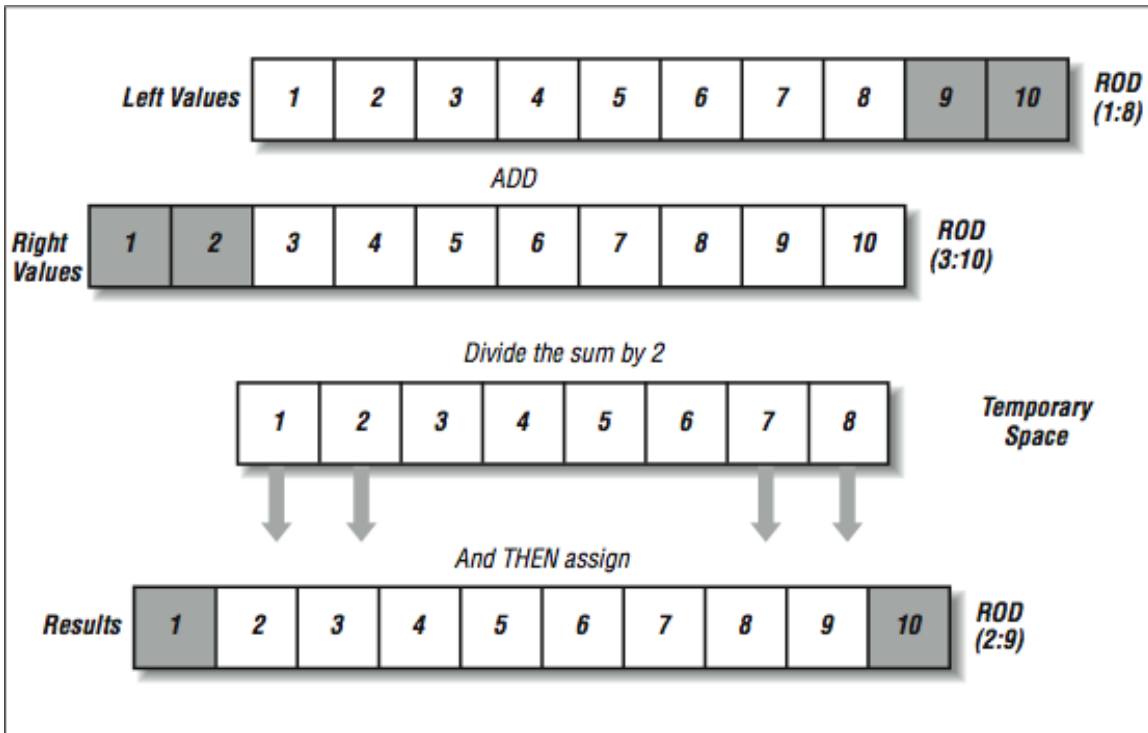 Left Values 1 2 3 4 5 6 7 8 9 10 ROD
(1:8)
ADD
Right
Values 1 2 3 4 5 6 7 8 9 10 ROD
(3:10)
Divide the sum by 2
1 2 3 4 5 6 7 8 Temporary
Space
And THEN assign
Results 1 2 3 4 5 6 7 8 9 10 ROD
(2:9)